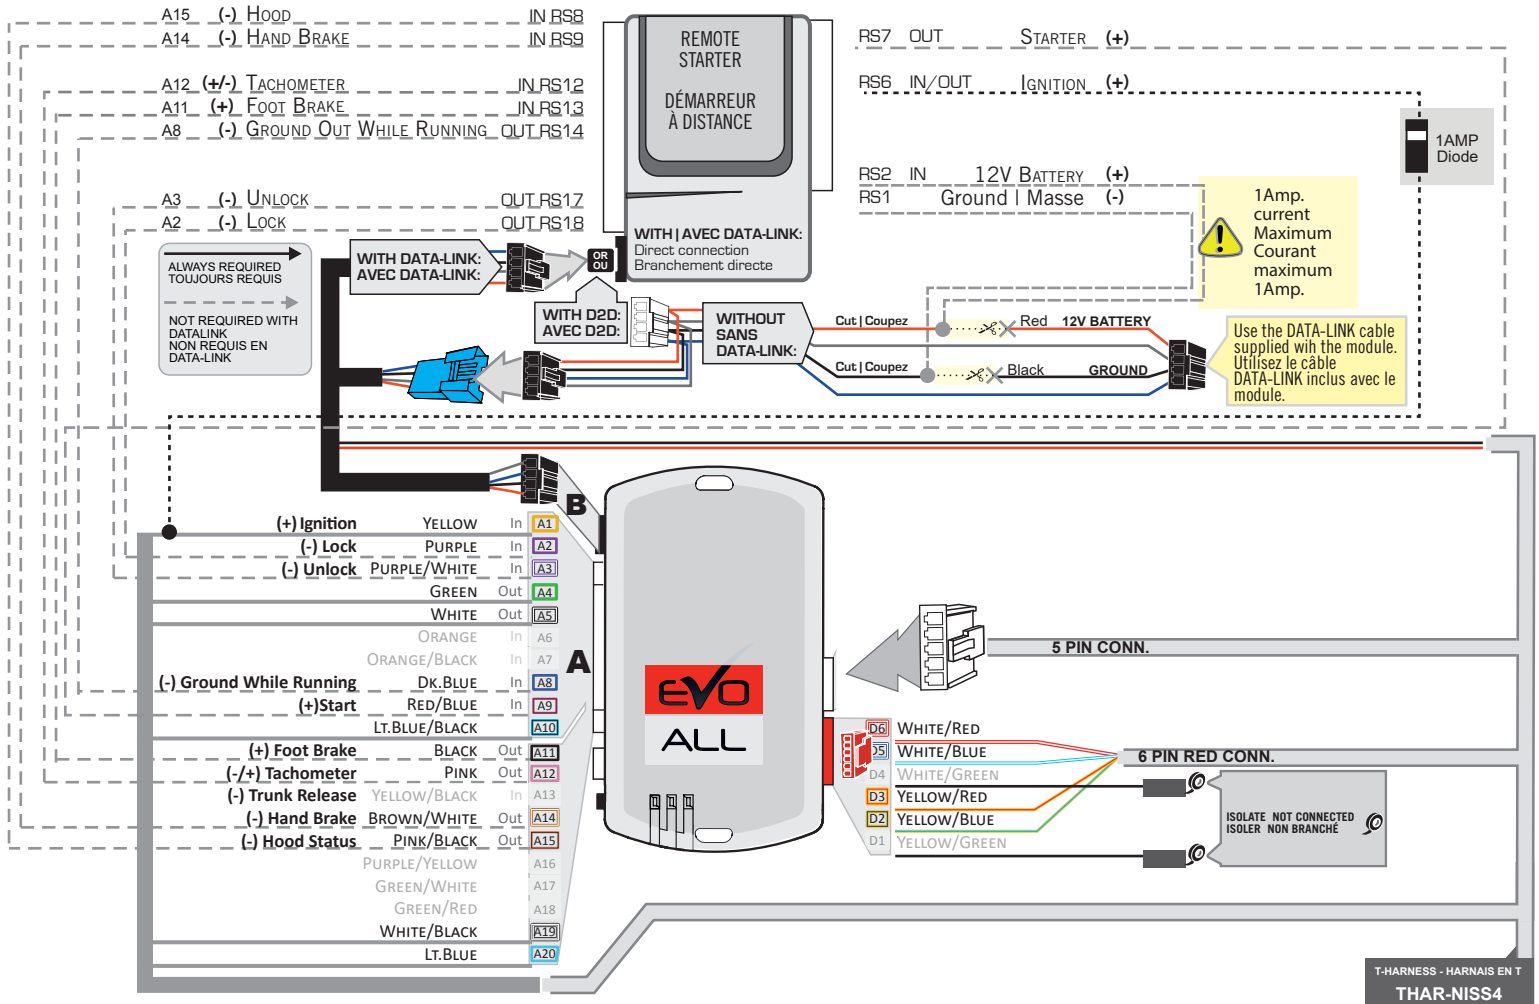 A15 (-) Hood IN RS8
A14 (-) Hand Brake IN RS9
A12 (+/-) Tachometer IN RS12
A11 (+) Foot Brake IN RS13
A8 (-) Ground Out While Running OUT RS14
A3 (-) Unlock OUT RS17
A2 (-) Lock OUT RS18
REMOTE
STARTER
DÉMARREUR
À DISTANCE
WITH | AVEC DATA-LINK:
Direct connection
Branchement directe
RS7 OUT Starter (+)
RS6 IN/OUT Ignition (+)
RS2 IN 12V Battery (+)
RS1 Ground | Masse (-)
1AMP
Diode
1Amp.
current
Maximum
Courant
maximum
1Amp.
ALWAYS REQUIRED
TOUJOURS REQUIS
NOT REQUIRED WITH
DATALINK
NON REQUIS EN
DATA-LINK
WITH DATA-LINK:
AVEC DATA-LINK:
OR
OU
WITH D2D:
AVEC D2D:
WITHOUT
SANS
DATA-LINK:
Cut | Coupez Red 12V BATTERY
Cut | Coupez Black GROUND
Use the DATA-LINK cable
supplied wih the module.
Utilisez le câble
DATA-LINK inclus avec le
module.
B
A
(+) Ignition Yellow In A1
(-) Lock Purple In A2
(-) Unlock Purple/White In A3
Green Out A4
White Out A5
Orange In A6
Orange/Black In A7
(-) Ground While Running Dk.Blue In A8
(+)Start Red/Blue In A9
Lt.Blue/Black A10
(+) Foot Brake Black Out A11
(-/+) Tachometer Pink Out A12
(-) Trunk Release Yellow/Black In A13
(-) Hand Brake Brown/White Out A14
(-) Hood Status Pink/Black Out A15
Purple/Yellow A16
Green/White A17
Green/Red A18
White/Black A19
Lt.Blue A20
EVO
ALL
5 PIN CONN.
D6 White/Red
D5 White/Blue
D4 White/Green
D3 Yellow/Red
D2 Yellow/Blue
D1 Yellow/Green
6 PIN RED CONN.
ISOLATE NOT CONNECTED
ISOLER NON BRANCHÉ
T-HARNESS - HARNAIS EN T
THAR-NISS4